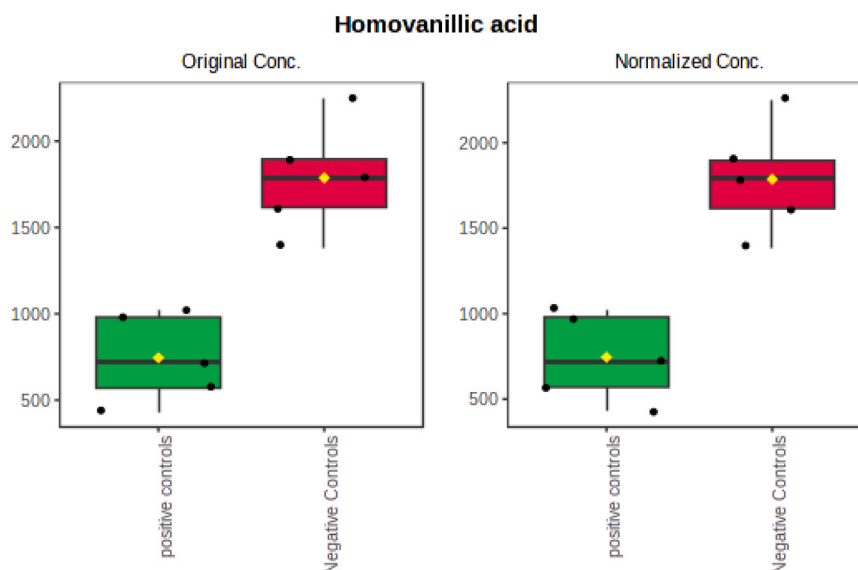 Homovanillic acid
Original Conc.
Normalized Conc.
2000
1500
1000
500
positive controls
Negative Controls
2000
1500
1000
500
positive controls
Negative Controls